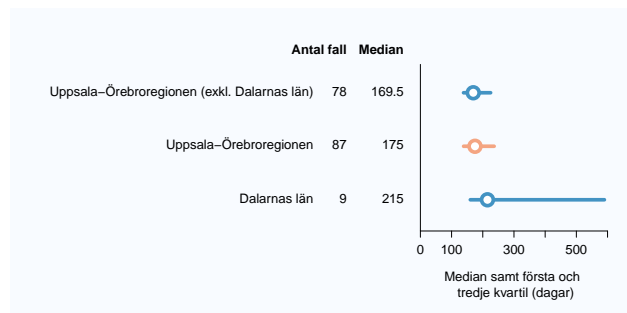 Antal fall Median
Uppsala–Örebroregionen (exkl. Dalarnas län) 78 169.5
Uppsala–Örebroregionen 87 175
Dalarnas län 9 215
0 100 300 500
Median samt första och
tredje kvartil (dagar)